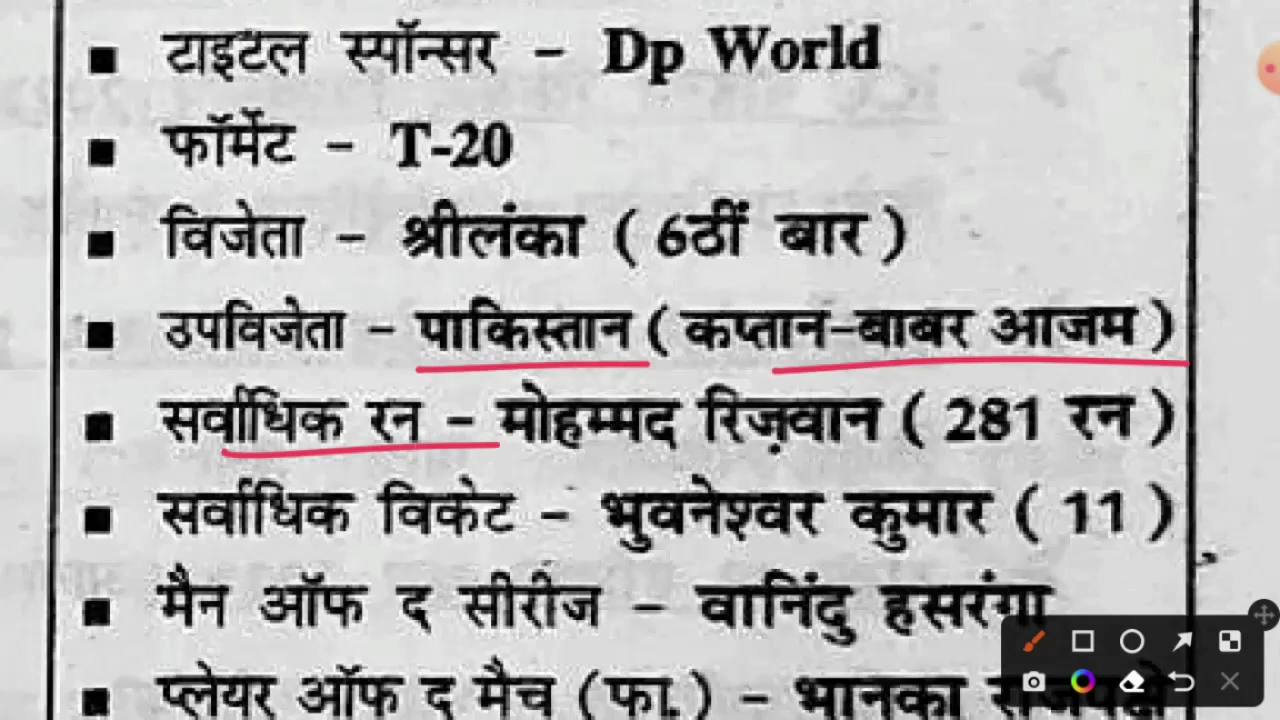 ■ टाइटल स्पॉन्सर – Dp World
■ फॉर्मेट – T-20
■ विजेता – श्रीलंका ( 6ठीं बार )
■ उपविजेता – पाकिस्तान ( कप्तान–बाबर आजम )
■ सर्वाधिक रन – मोहम्मद रिज़वान ( 281 रन )
■ सर्वाधिक विकेट – भुवनेश्वर कुमार ( 11 )
■ मैन ऑफ द सीरीज – वानिंदु हसरंगा
■ प्लेयर ऑफ द मैच (फा.) – भानका